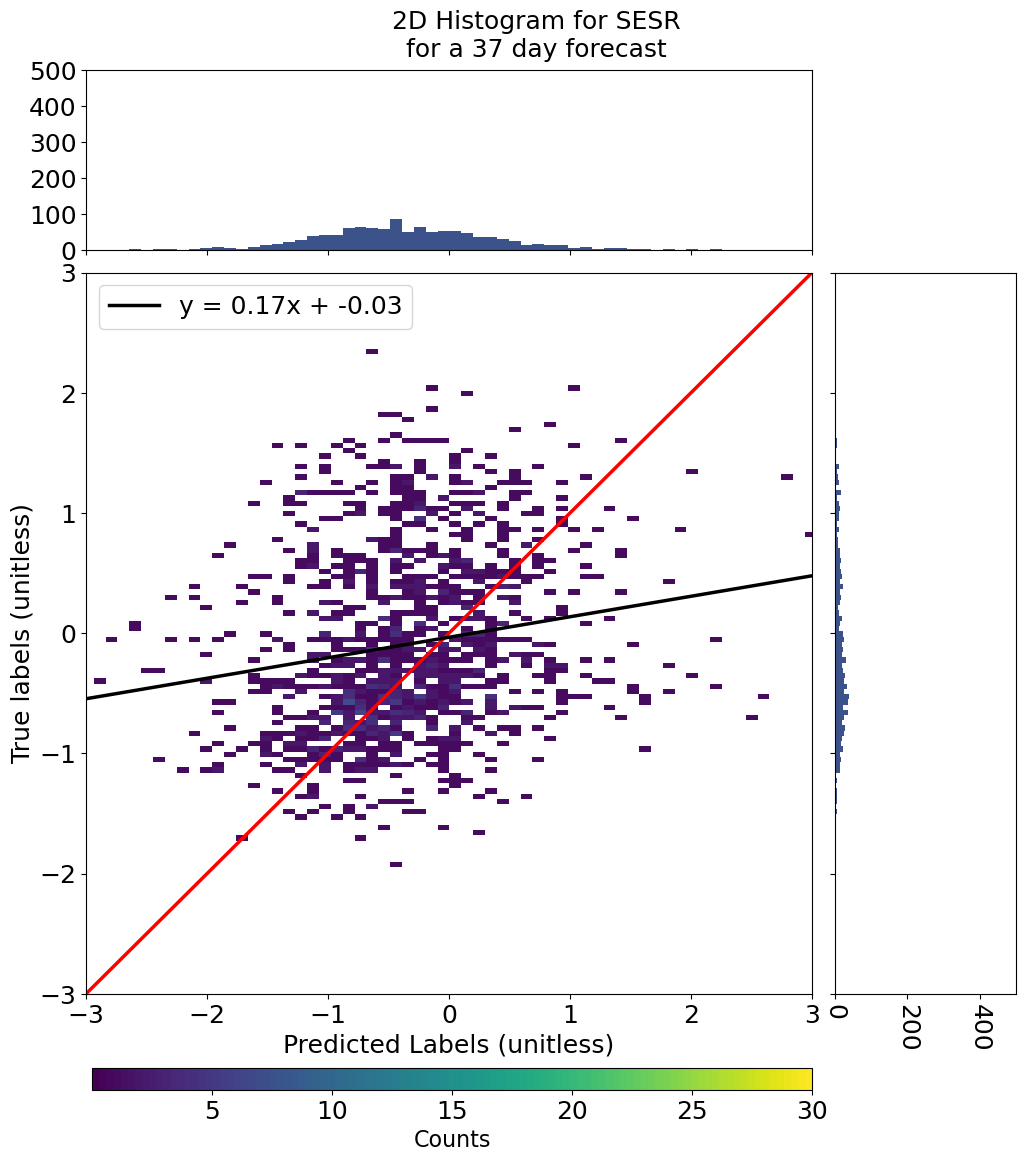 2D Histogram for SESR
for a 37 day forecast
500
400
300
200
100
0
3
2
1
0
−1
−2
−3
True labels (unitless)
y = 0.17x + -0.03
−3 −2 −1 0 1 2 3
Predicted Labels (unitless)
0 200 400
5 10 15 20 25 30
Counts